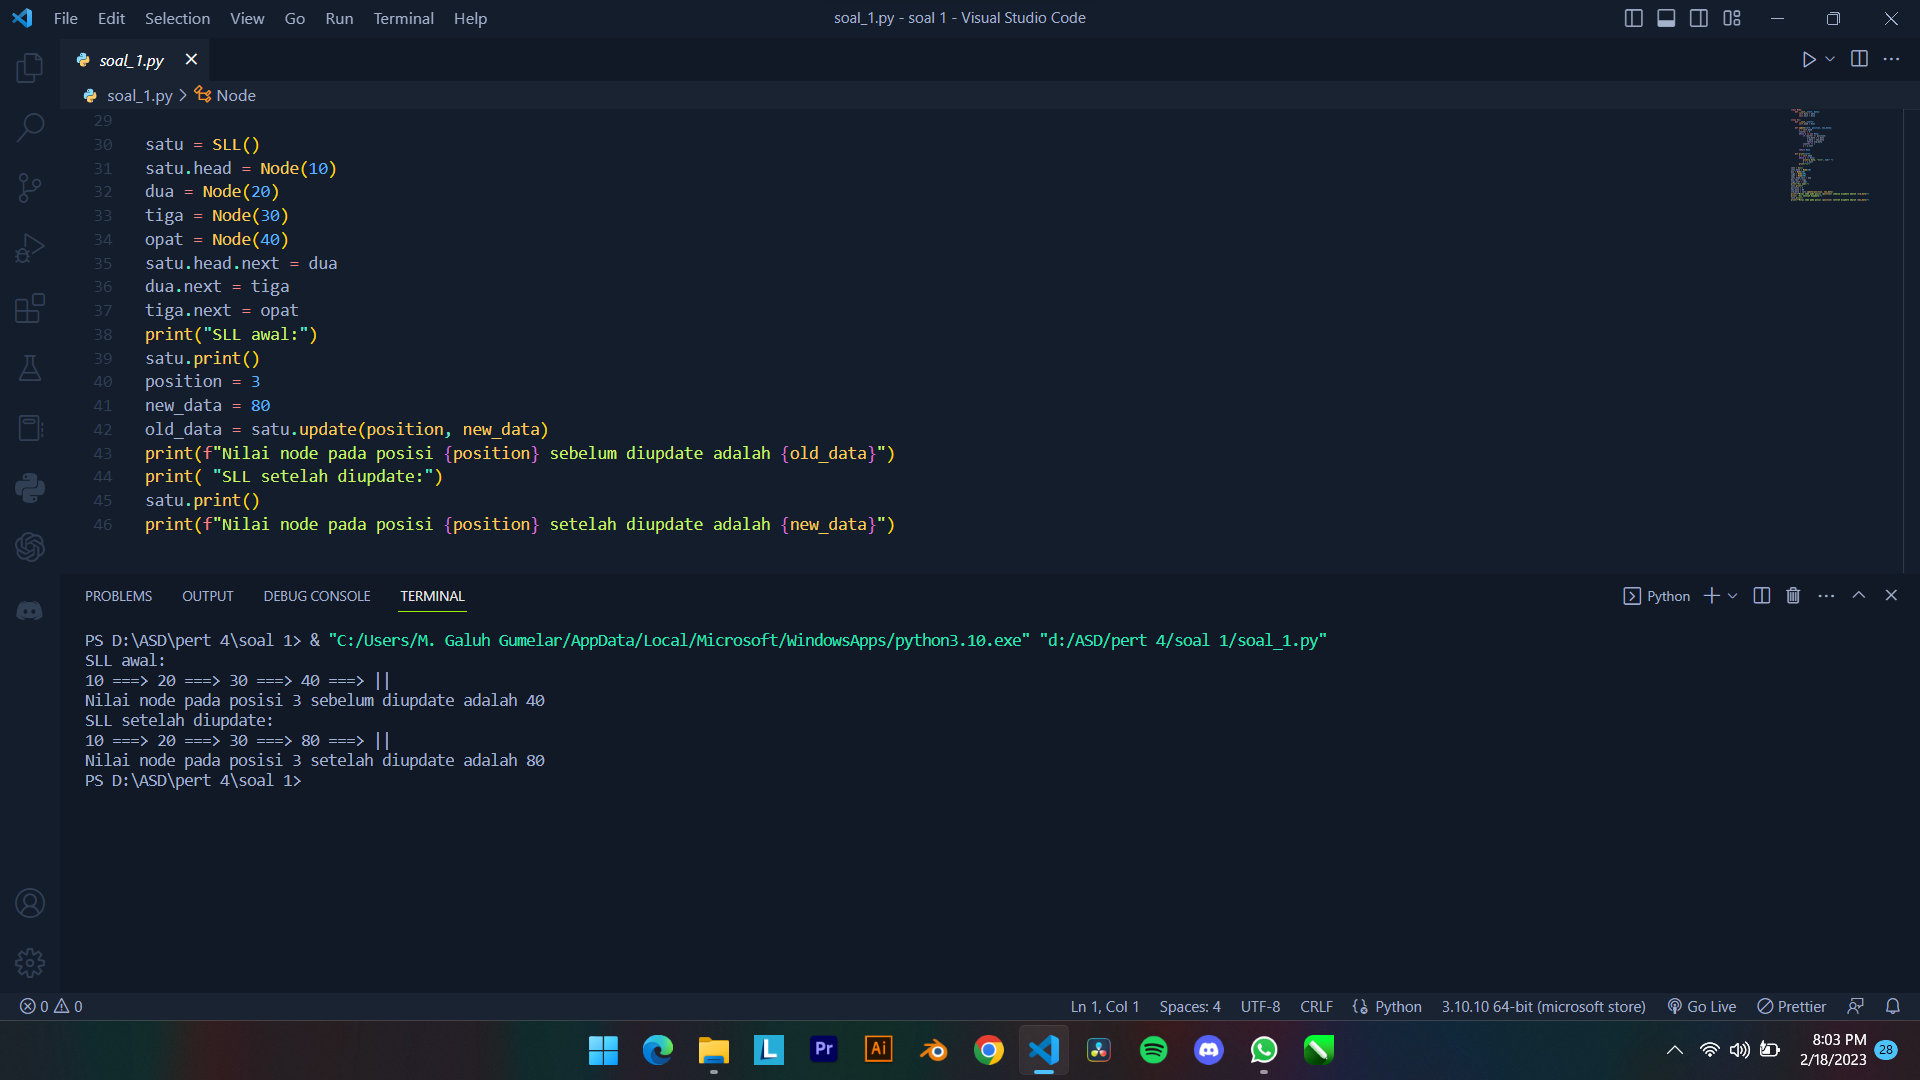 File Edit Selection View Go Run Terminal Help
soal_1.py - soal 1 - Visual Studio Code
soal_1.py
soal_1.py > Node
29
30 satu = SLL()
31 satu.head = Node(10)
32 dua = Node(20)
33 tiga = Node(30)
34 opat = Node(40)
35 satu.head.next = dua
36 dua.next = tiga
37 tiga.next = opat
38 print("SLL awal:")
39 satu.print()
40 position = 3
41 new_data = 80
42 old_data = satu.update(position, new_data)
43 print(f"Nilai node pada posisi {position} sebelum diupdate adalah {old_data}")
44 print( "SLL setelah diupdate:")
45 satu.print()
46 print(f"Nilai node pada posisi {position} setelah diupdate adalah {new_data}")
PROBLEMS OUTPUT DEBUG CONSOLE TERMINAL
Python
PS D:\ASD\pert 4\soal 1> & "C:/Users/M. Galuh Gumelar/AppData/Local/Microsoft/WindowsApps/python3.10.exe" "d:/ASD/pert 4/soal 1/soal_1.py"
SLL awal:
10 ===> 20 ===> 30 ===> 40 ===> ||
Nilai node pada posisi 3 sebelum diupdate adalah 40
SLL setelah diupdate:
10 ===> 20 ===> 30 ===> 80 ===> ||
Nilai node pada posisi 3 setelah diupdate adalah 80
PS D:\ASD\pert 4\soal 1>
0 0
Ln 1, Col 1 Spaces: 4 UTF-8 CRLF Python 3.10.10 64-bit (microsoft store) Go Live Prettier
L Pr Ai
8:03 PM
2/18/2023
28